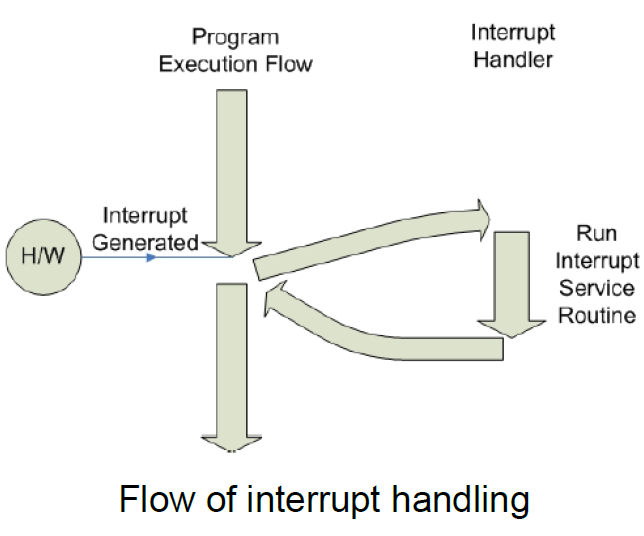 Program
Execution Flow
Interrupt
Handler
Interrupt
Generated
H/W
Run
Interrupt
Service
Routine
Flow of interrupt handling